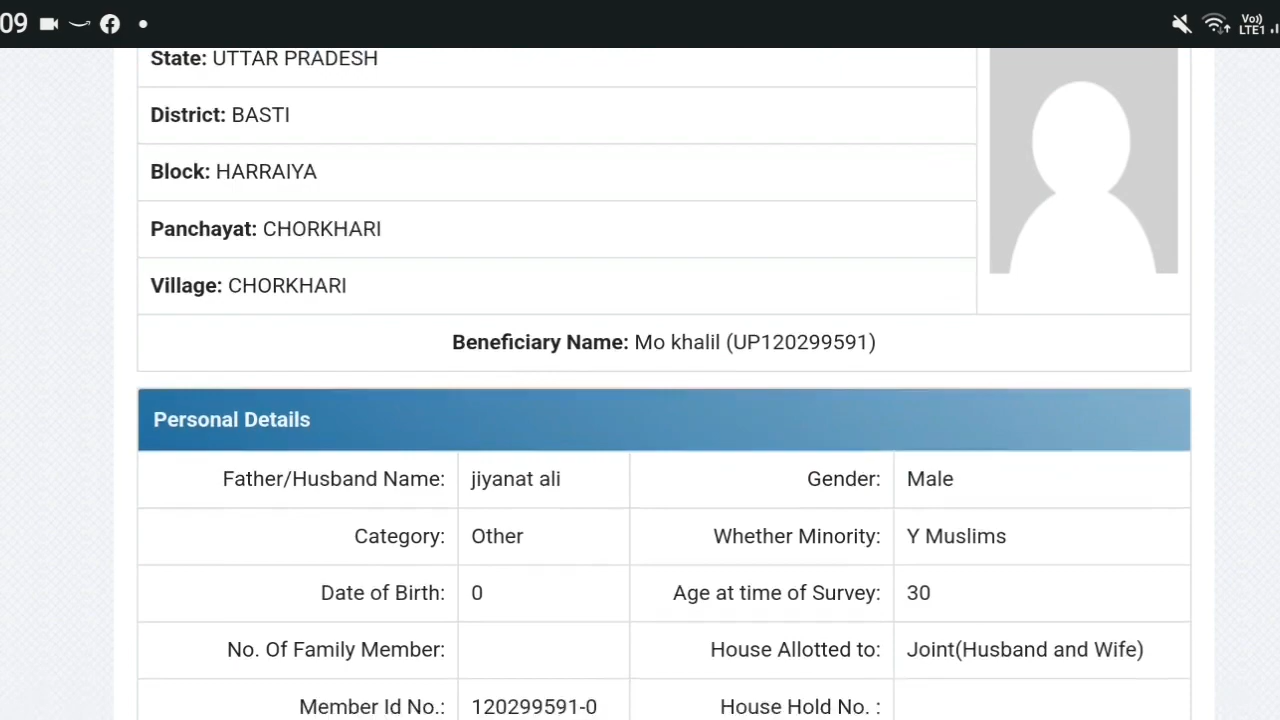 09
Vo))
LTE1
State: UTTAR PRADESH
District: BASTI
Block: HARRAIYA
Panchayat: CHORKHARI
Village: CHORKHARI
Beneficiary Name: Mo khalil (UP120299591)
Personal Details
Father/Husband Name: jiyanat ali Gender: Male
Category: Other Whether Minority: Y Muslims
Date of Birth: 0 Age at time of Survey: 30
No. Of Family Member: House Allotted to: Joint(Husband and Wife)
Member Id No.: 120299591-0 House Hold No. :